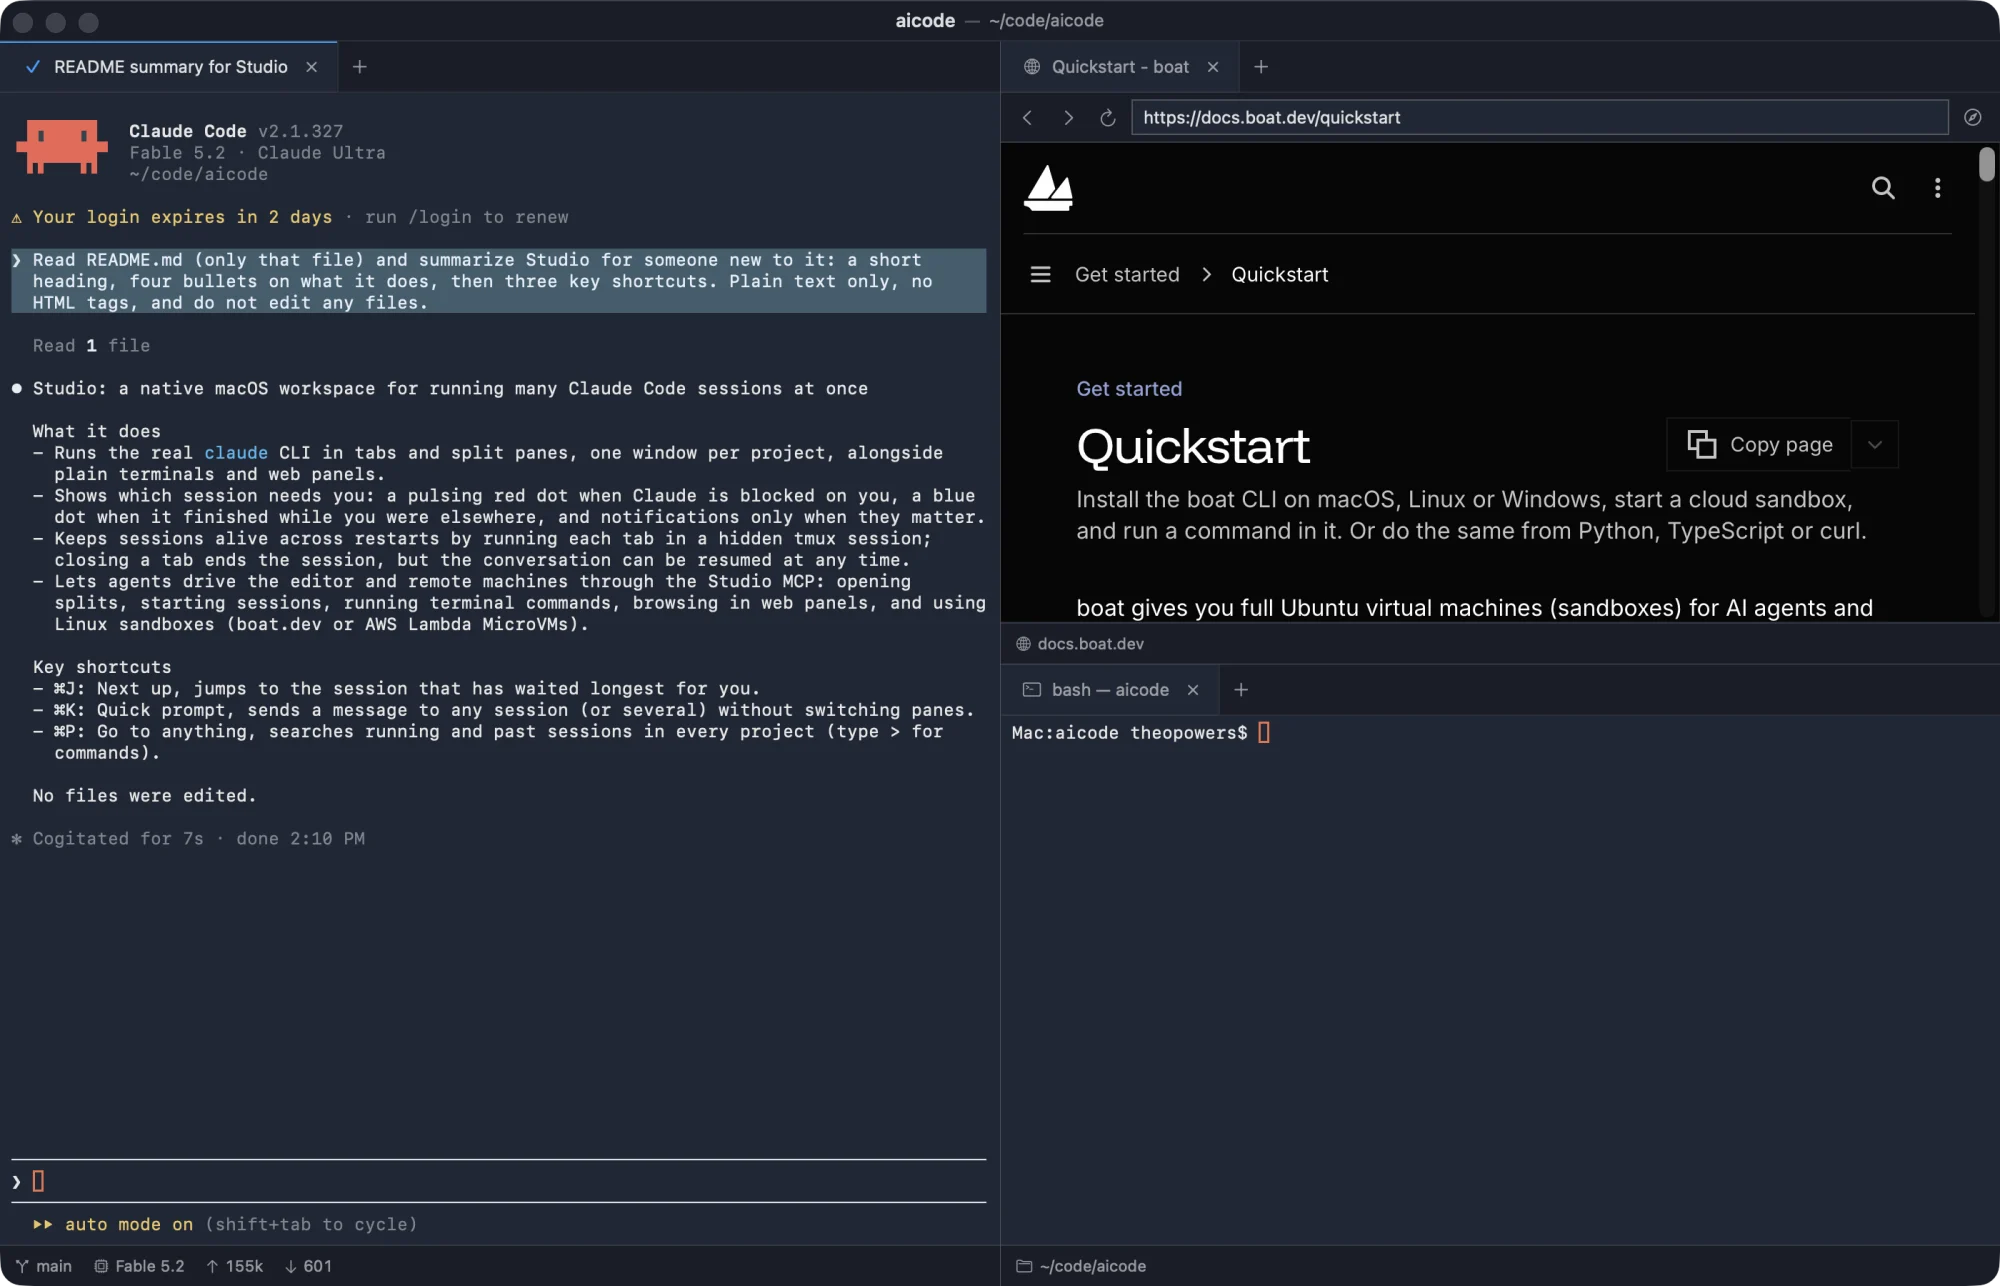 aicode — ~/code/aicode
README summary for Studio
Claude Code v2.1.327
Fable 5.2 · Claude Ultra
~/code/aicode
⚠ Your login expires in 2 days · run /login to renew
❯ Read README.md (only that file) and summarize Studio for someone new to it: a short
heading, four bullets on what it does, then three key shortcuts. Plain text only, no
HTML tags, and do not edit any files.
Read 1 file
● Studio: a native macOS workspace for running many Claude Code sessions at once
What it does
– Runs the real claude CLI in tabs and split panes, one window per project, alongside
plain terminals and web panels.
– Shows which session needs you: a pulsing red dot when Claude is blocked on you, a blue
dot when it finished while you were elsewhere, and notifications only when they matter.
– Keeps sessions alive across restarts by running each tab in a hidden tmux session;
closing a tab ends the session, but the conversation can be resumed at any time.
– Lets agents drive the editor and remote machines through the Studio MCP: opening
splits, starting sessions, running terminal commands, browsing in web panels, and using
Linux sandboxes (boat.dev or AWS Lambda MicroVMs).
Key shortcuts
– ⌘J: Next up, jumps to the session that has waited longest for you.
– ⌘K: Quick prompt, sends a message to any session (or several) without switching panes.
– ⌘P: Go to anything, searches running and past sessions in every project (type > for
commands).
No files were edited.
✻ Cogitated for 7s · done 2:10 PM
❯
⏵⏵ auto mode on (shift+tab to cycle)
main Fable 5.2 ↑ 155k ↓ 601
Quickstart - boat
https://docs.boat.dev/quickstart
Get started > Quickstart
Get started
Quickstart
Copy page
Install the boat CLI on macOS, Linux or Windows, start a cloud sandbox,
and run a command in it. Or do the same from Python, TypeScript or curl.
boat gives you full Ubuntu virtual machines (sandboxes) for AI agents and
docs.boat.dev
bash — aicode
Mac:aicode theopowers$
~/code/aicode